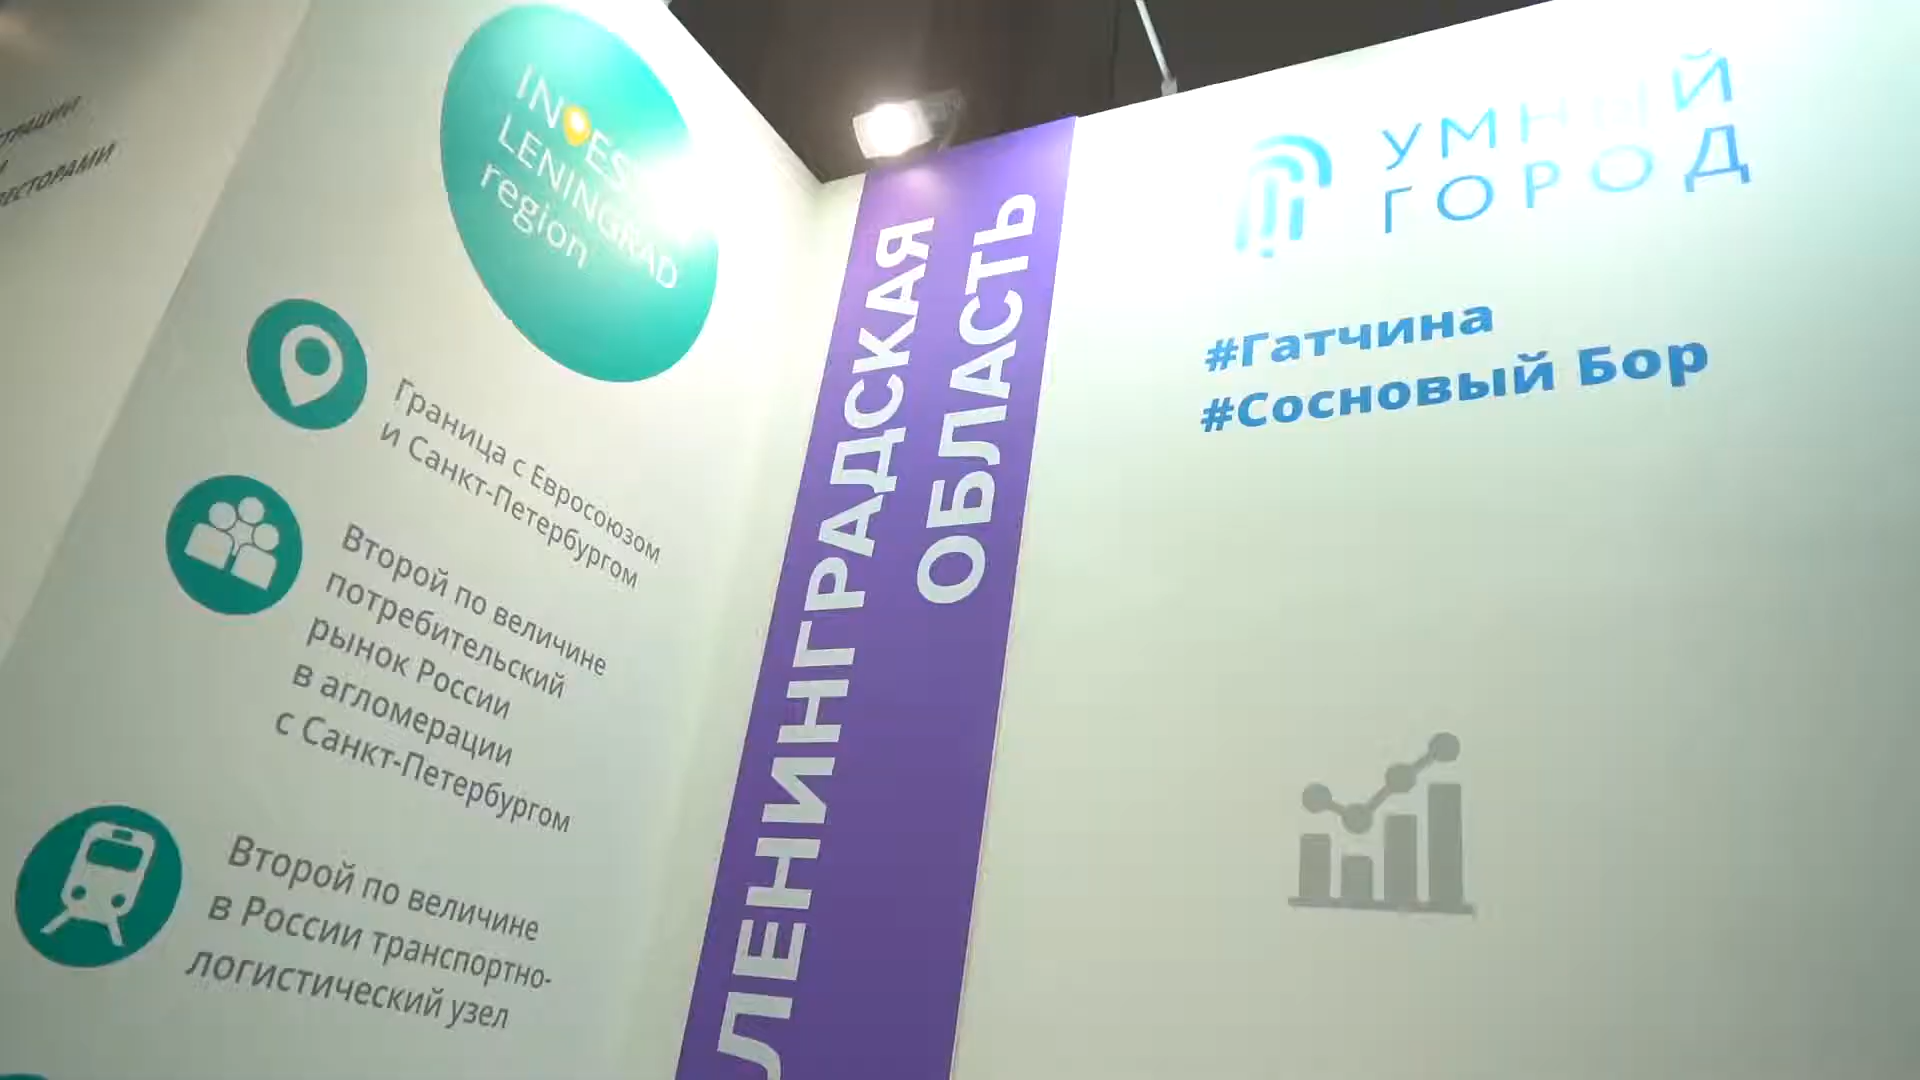 INVEST
LENINGRAD
region
Граница с Евросоюзом
и Санкт-Петербургом
Второй по величине
потребительский
рынок России
в агломерации
с Санкт-Петербургом
Второй по величине
в России транспортно-
логистический узел
ЛЕНИНГРАДСКАЯ
ОБЛАСТЬ
УМНЫЙ
ГОРОД
#Гатчина
#Сосновый Бор